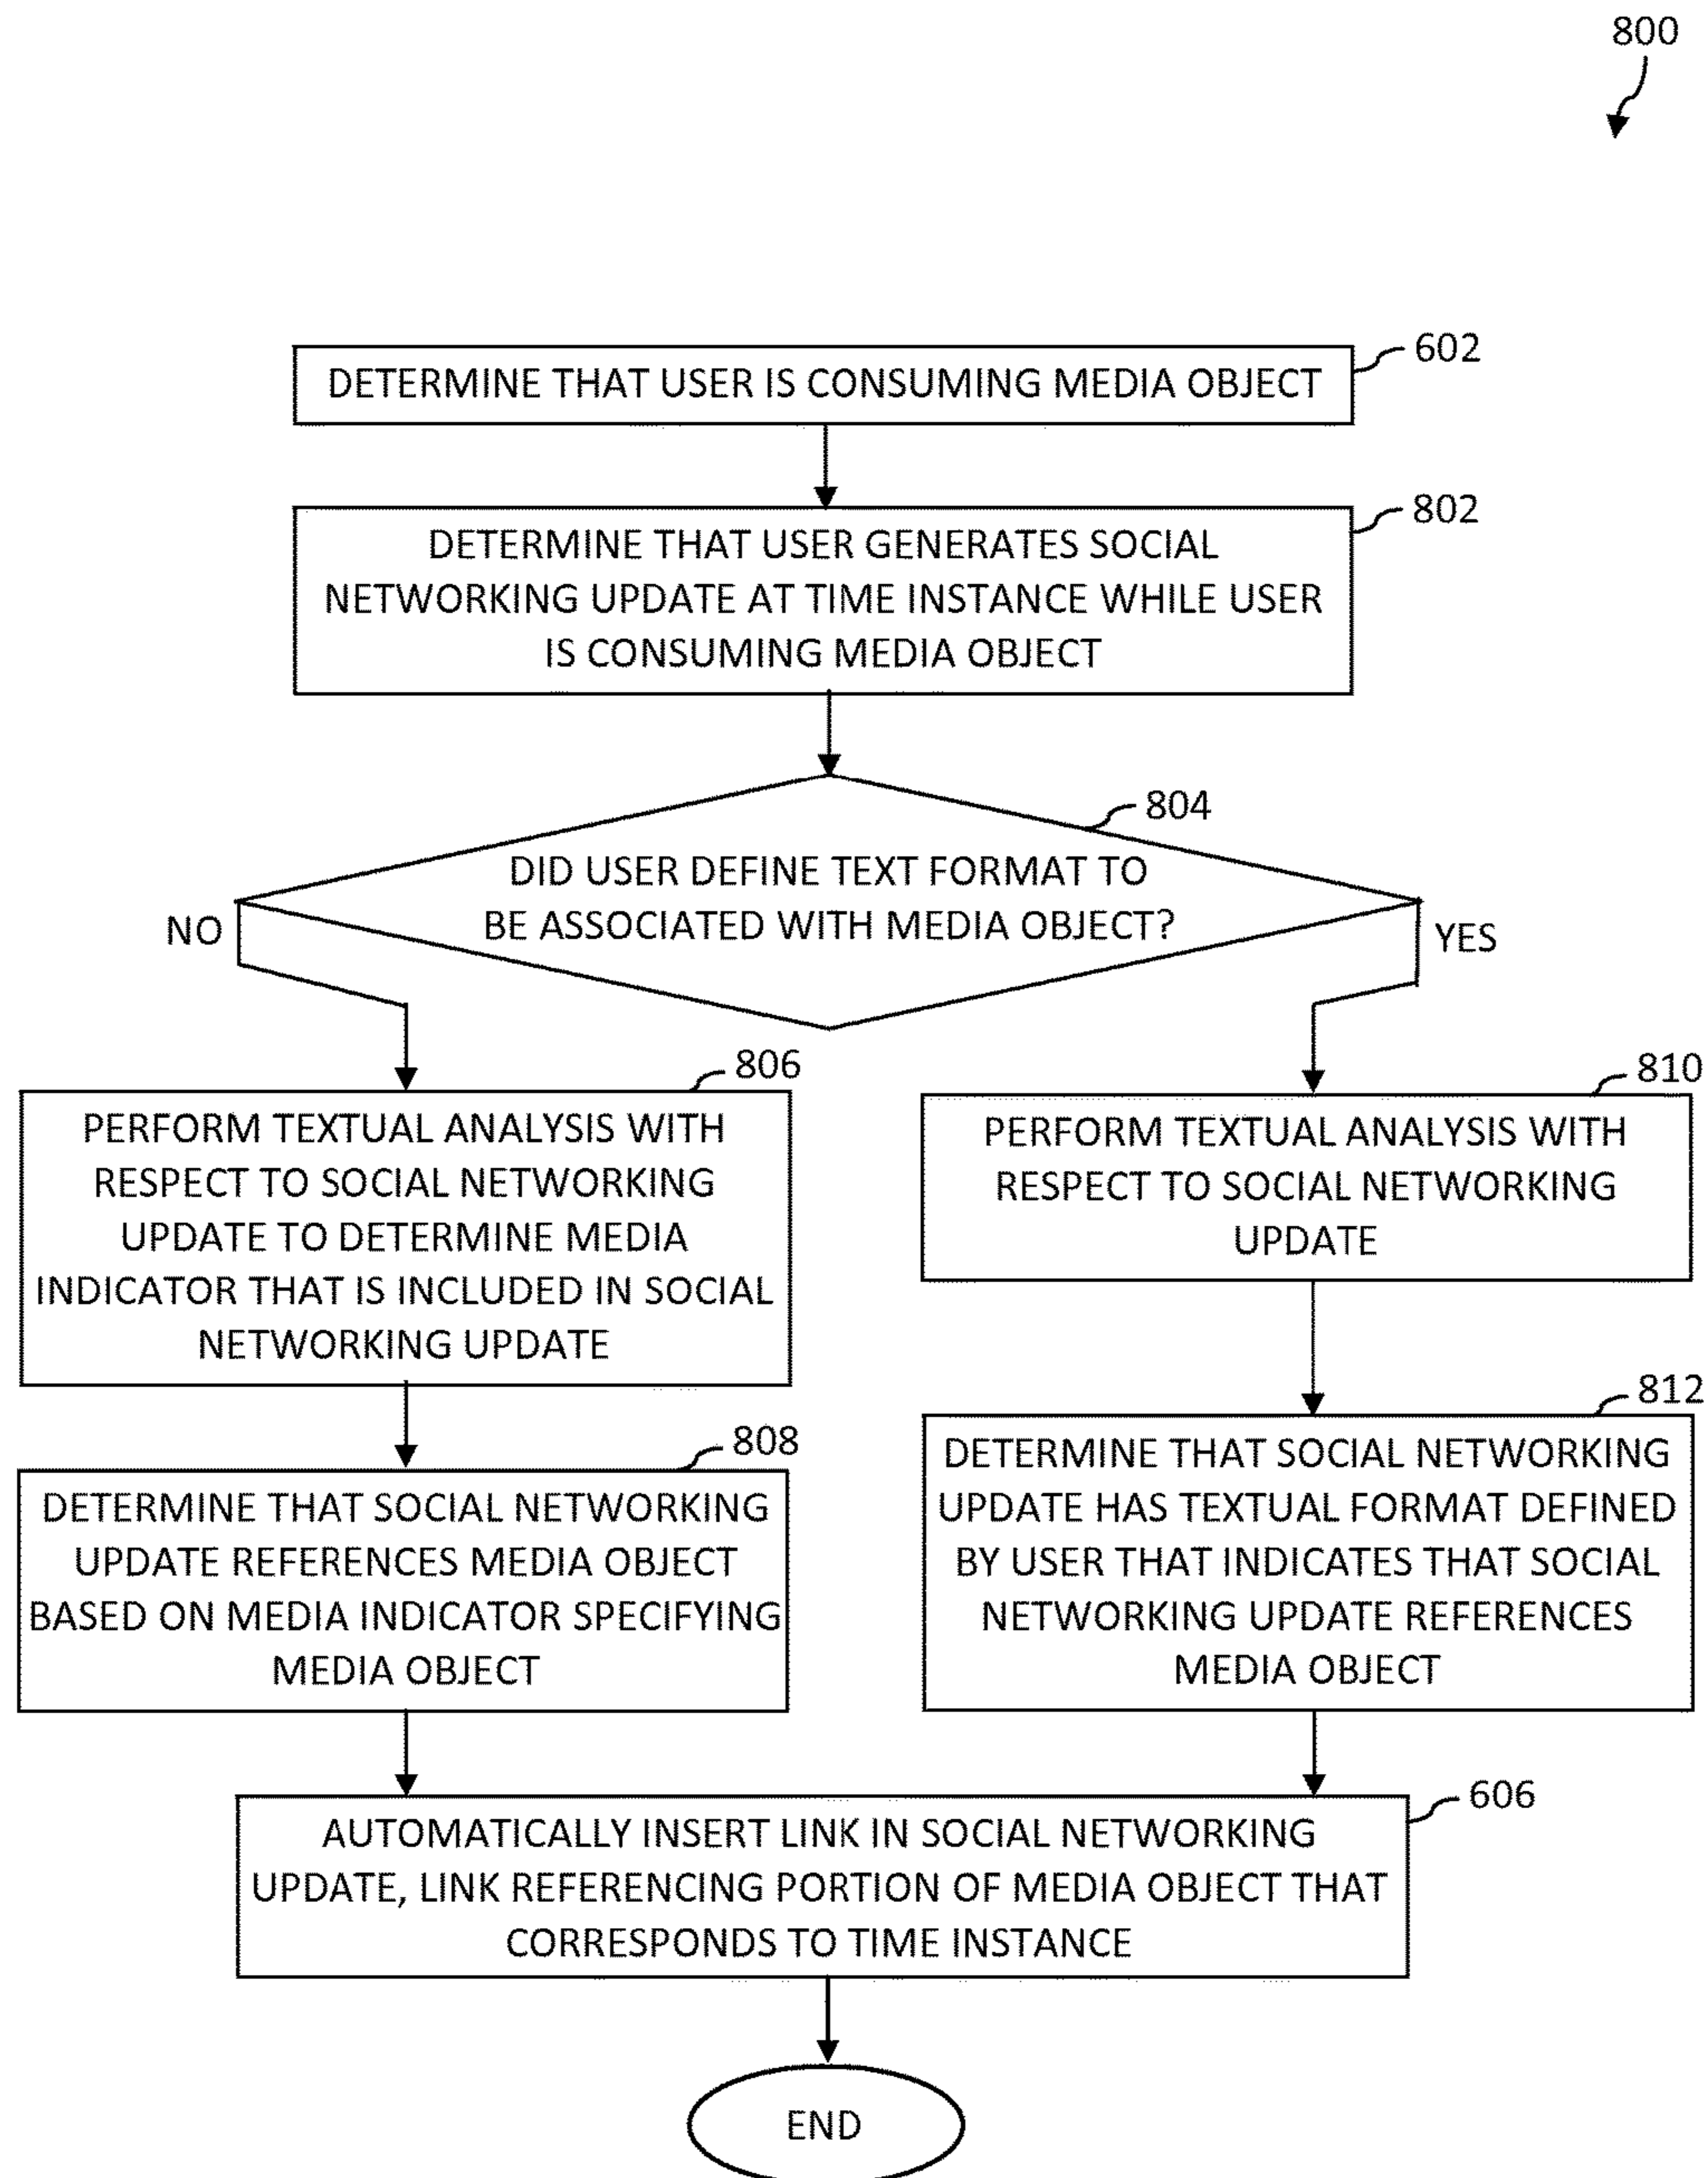 800
602
DETERMINE THAT USER IS CONSUMING MEDIA OBJECT
802
DETERMINE THAT USER GENERATES SOCIAL
NETWORKING UPDATE AT TIME INSTANCE WHILE USER
IS CONSUMING MEDIA OBJECT
804
DID USER DEFINE TEXT FORMAT TO
BE ASSOCIATED WITH MEDIA OBJECT?
NO
YES
806
PERFORM TEXTUAL ANALYSIS WITH
RESPECT TO SOCIAL NETWORKING
UPDATE TO DETERMINE MEDIA
INDICATOR THAT IS INCLUDED IN SOCIAL
NETWORKING UPDATE
808
DETERMINE THAT SOCIAL NETWORKING
UPDATE REFERENCES MEDIA OBJECT
BASED ON MEDIA INDICATOR SPECIFYING
MEDIA OBJECT
810
PERFORM TEXTUAL ANALYSIS WITH
RESPECT TO SOCIAL NETWORKING
UPDATE
812
DETERMINE THAT SOCIAL NETWORKING
UPDATE HAS TEXTUAL FORMAT DEFINED
BY USER THAT INDICATES THAT SOCIAL
NETWORKING UPDATE REFERENCES
MEDIA OBJECT
606
AUTOMATICALLY INSERT LINK IN SOCIAL NETWORKING
UPDATE, LINK REFERENCING PORTION OF MEDIA OBJECT THAT
CORRESPONDS TO TIME INSTANCE
END